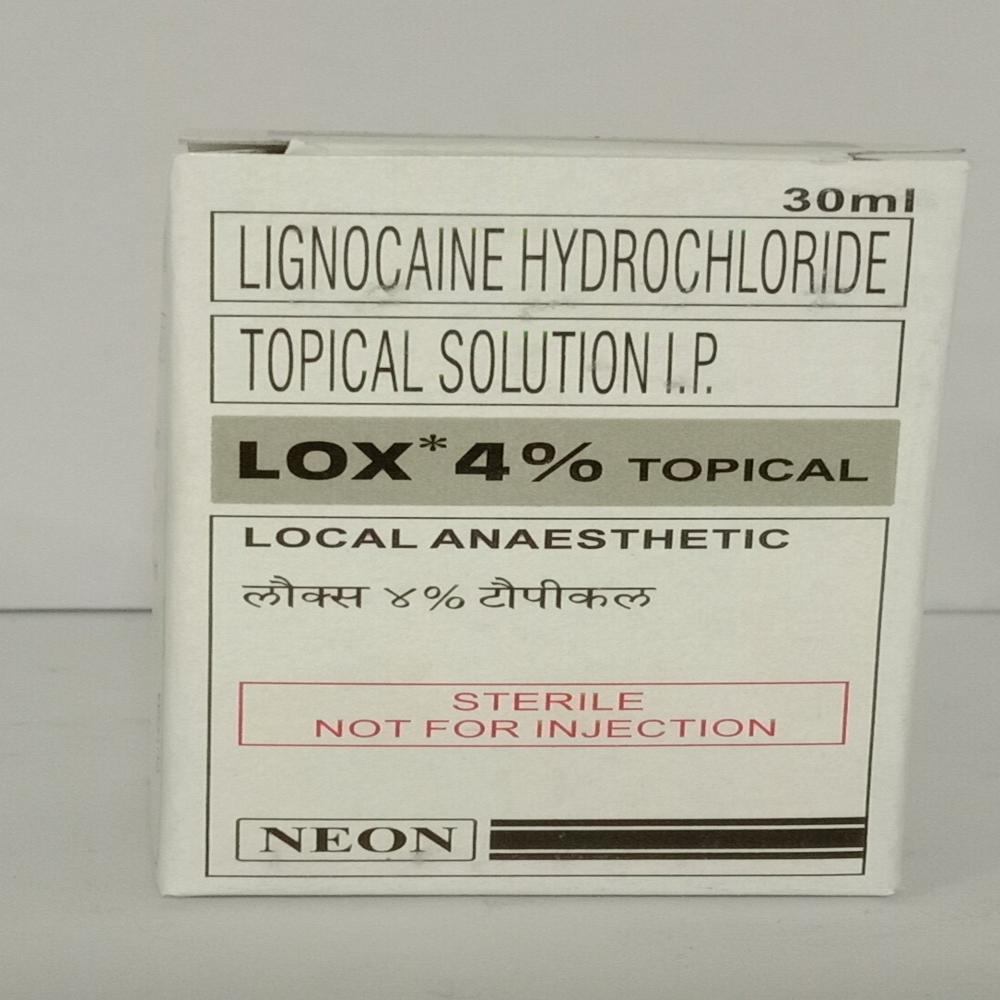 30ml
LIGNOCAINE HYDROCHLORIDE
TOPICAL SOLUTION I.P.
LOX* 4% TOPICAL
LOCAL ANAESTHETIC
लौक्स ४% टौपीकल
STERILE
NOT FOR INJECTION
NEON